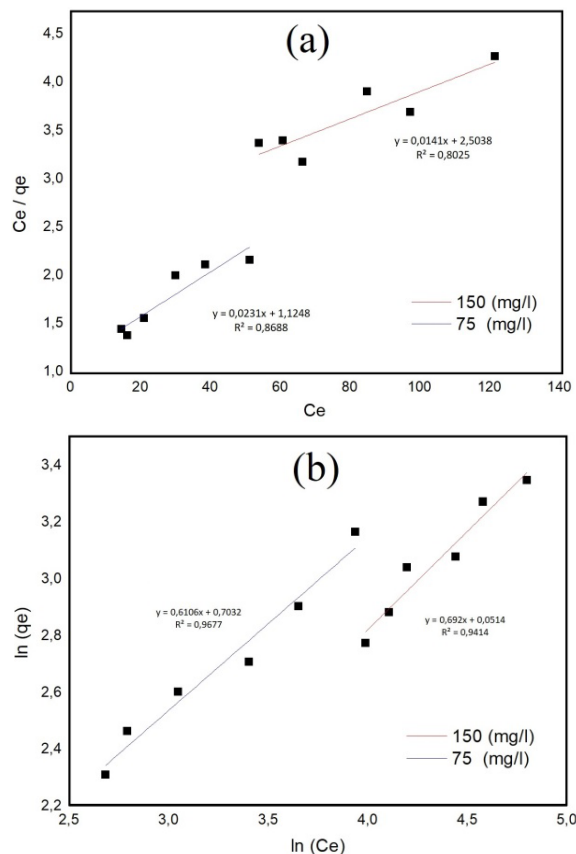 (a)
4,5
4,0
3,5
3,0
2,5
2,0
1,5
1,0
Ce / qe
y = 0,0141x + 2,5038
R² = 0,8025
y = 0,0231x + 1,1248
R² = 0,8688
150 (mg/l)
75 (mg/l)
0 20 40 60 80 100 120 140
Ce
(b)
3,4
3,2
3,0
2,8
2,6
2,4
2,2
ln (qe)
y = 0,6106x + 0,7032
R² = 0,9677
y = 0,692x + 0,0514
R² = 0,9414
150 (mg/l)
75 (mg/l)
2,5 3,0 3,5 4,0 4,5 5,0
ln (Ce)